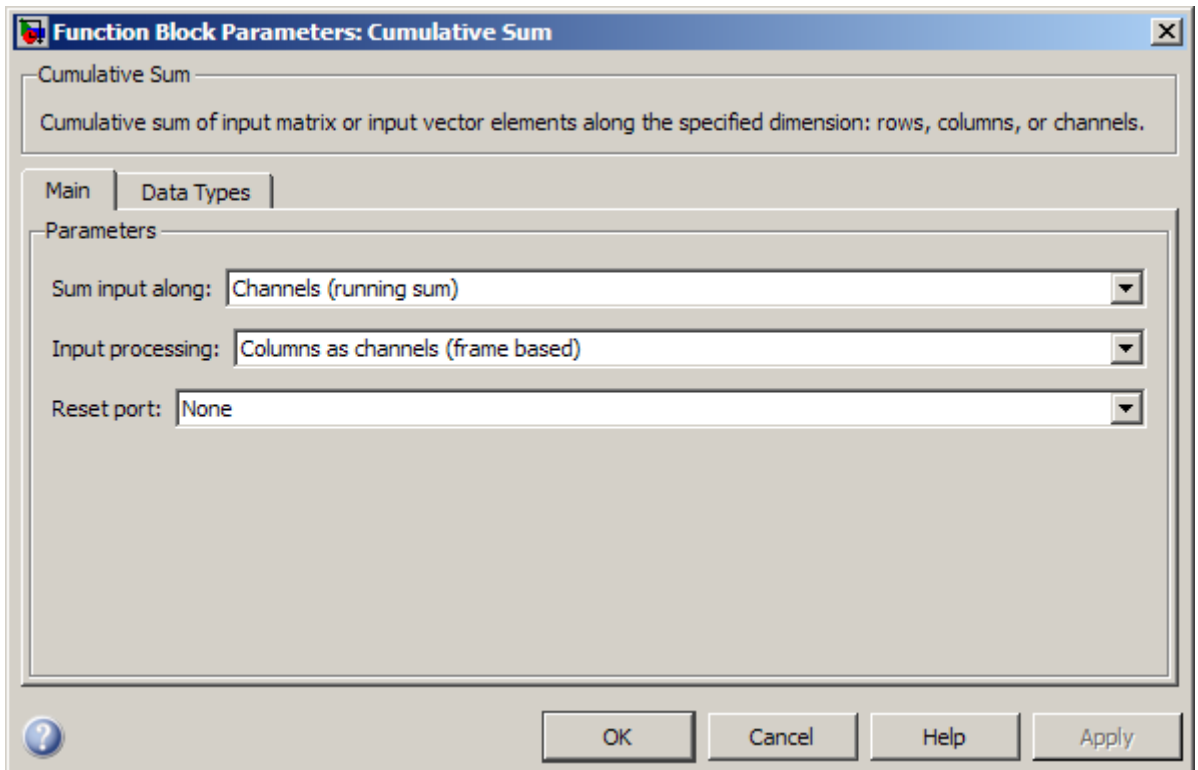 Function Block Parameters: Cumulative Sum
Cumulative Sum
Cumulative sum of input matrix or input vector elements along the specified dimension: rows, columns, or channels.
Main Data Types
Parameters
Sum input along: Channels (running sum)
Input processing: Columns as channels (frame based)
Reset port: None
? OK Cancel Help Apply